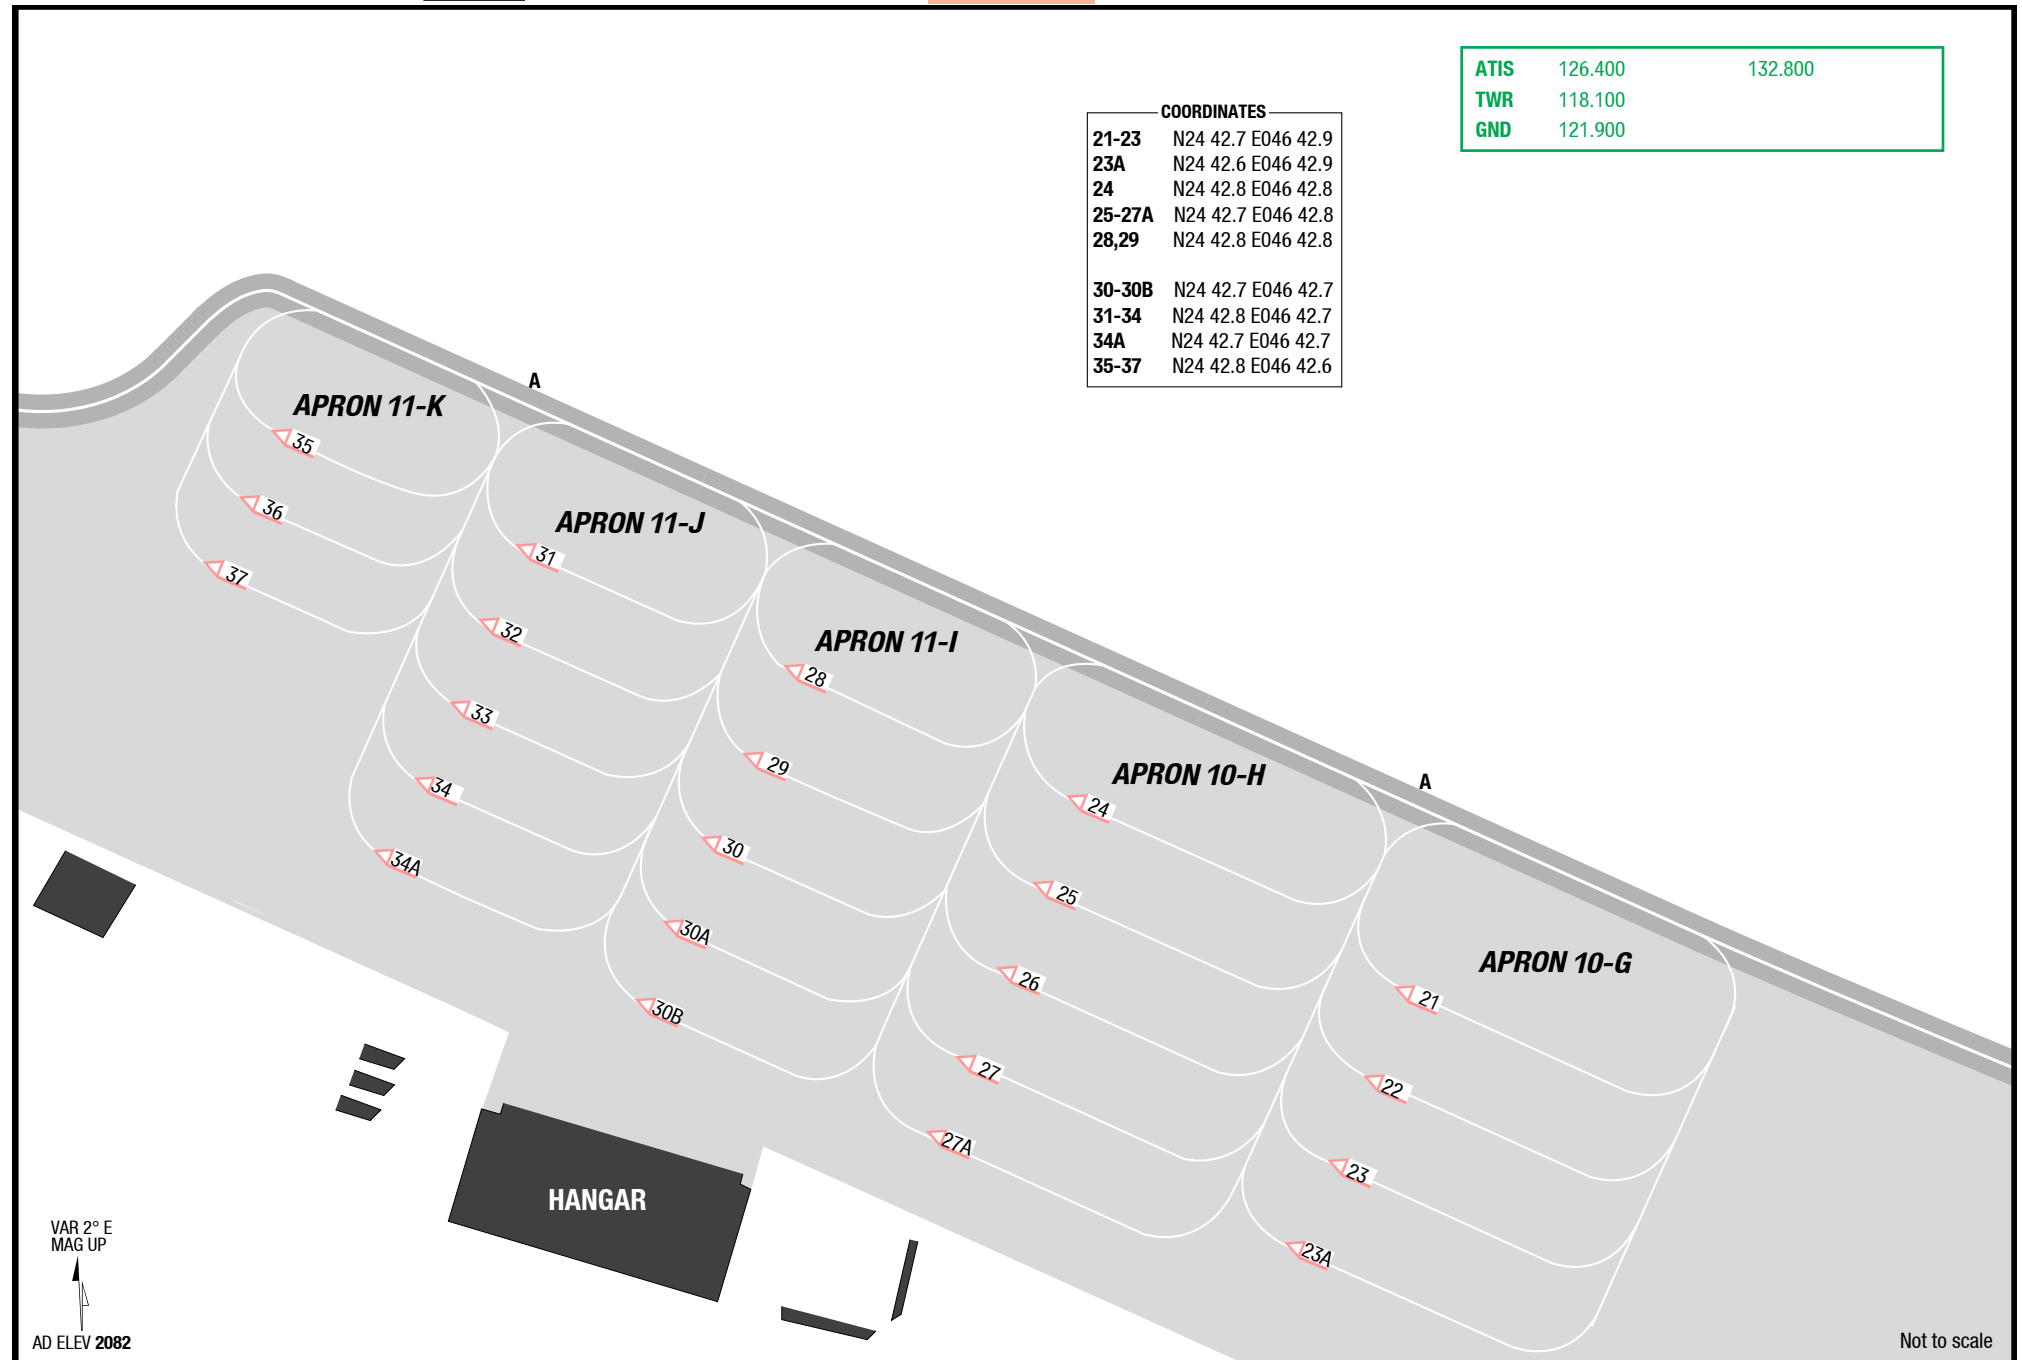 ATIS 126.400 132.800
TWR 118.100
GND 121.900
COORDINATES
21-23 N24 42.7 E046 42.9
23A N24 42.6 E046 42.9
24 N24 42.8 E046 42.8
25-27A N24 42.7 E046 42.8
28,29 N24 42.8 E046 42.8
30-30B N24 42.7 E046 42.7
31-34 N24 42.8 E046 42.7
34A N24 42.7 E046 42.7
35-37 N24 42.8 E046 42.6
A
APRON 11-K
35
36
37
APRON 11-J
31
32
33
34
34A
APRON 11-I
28
29
30
30A
30B
APRON 10-H
24
25
26
27
27A
A
APRON 10-G
21
22
23
23A
HANGAR
VAR 2° E
MAG UP
AD ELEV 2082
Not to scale